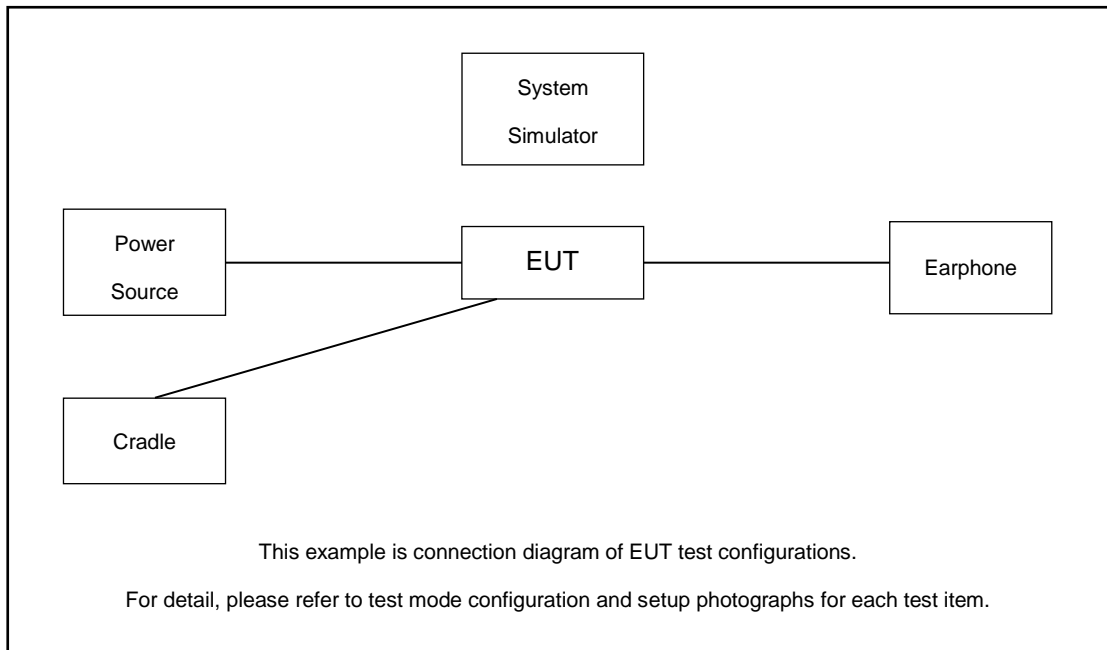 System
Simulator
Power
Source
EUT
Earphone
Cradle
This example is connection diagram of EUT test configurations.
For detail, please refer to test mode configuration and setup photographs for each test item.